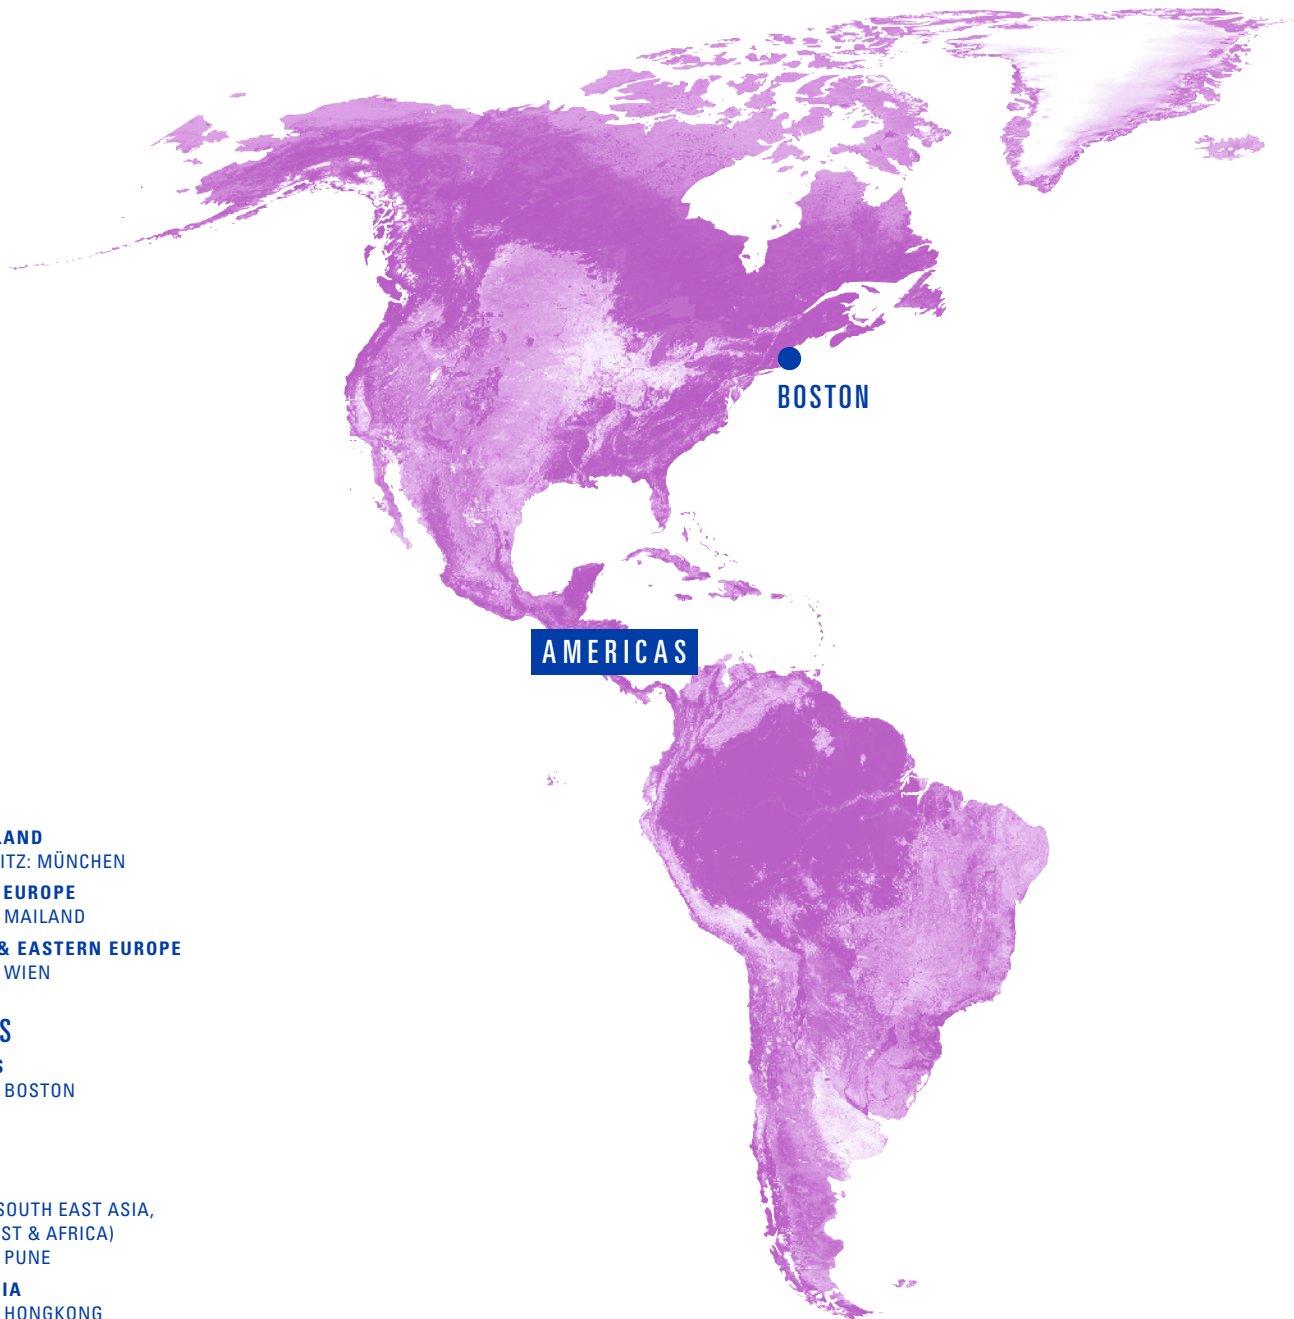 BOSTON
AMERICAS
LAND
ITZ: MÜNCHEN
EUROPE
MAILAND
& EASTERN EUROPE
WIEN
S
S
BOSTON
SOUTH EAST ASIA,
ST & AFRICA)
PUNE
IA
HONGKONG